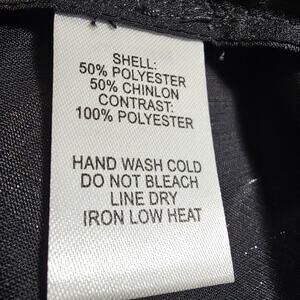 SHELL:
50% POLYESTER
50% CHINLON
CONTRAST:
100% POLYESTER
HAND WASH COLD
DO NOT BLEACH
LINE DRY
IRON LOW HEAT